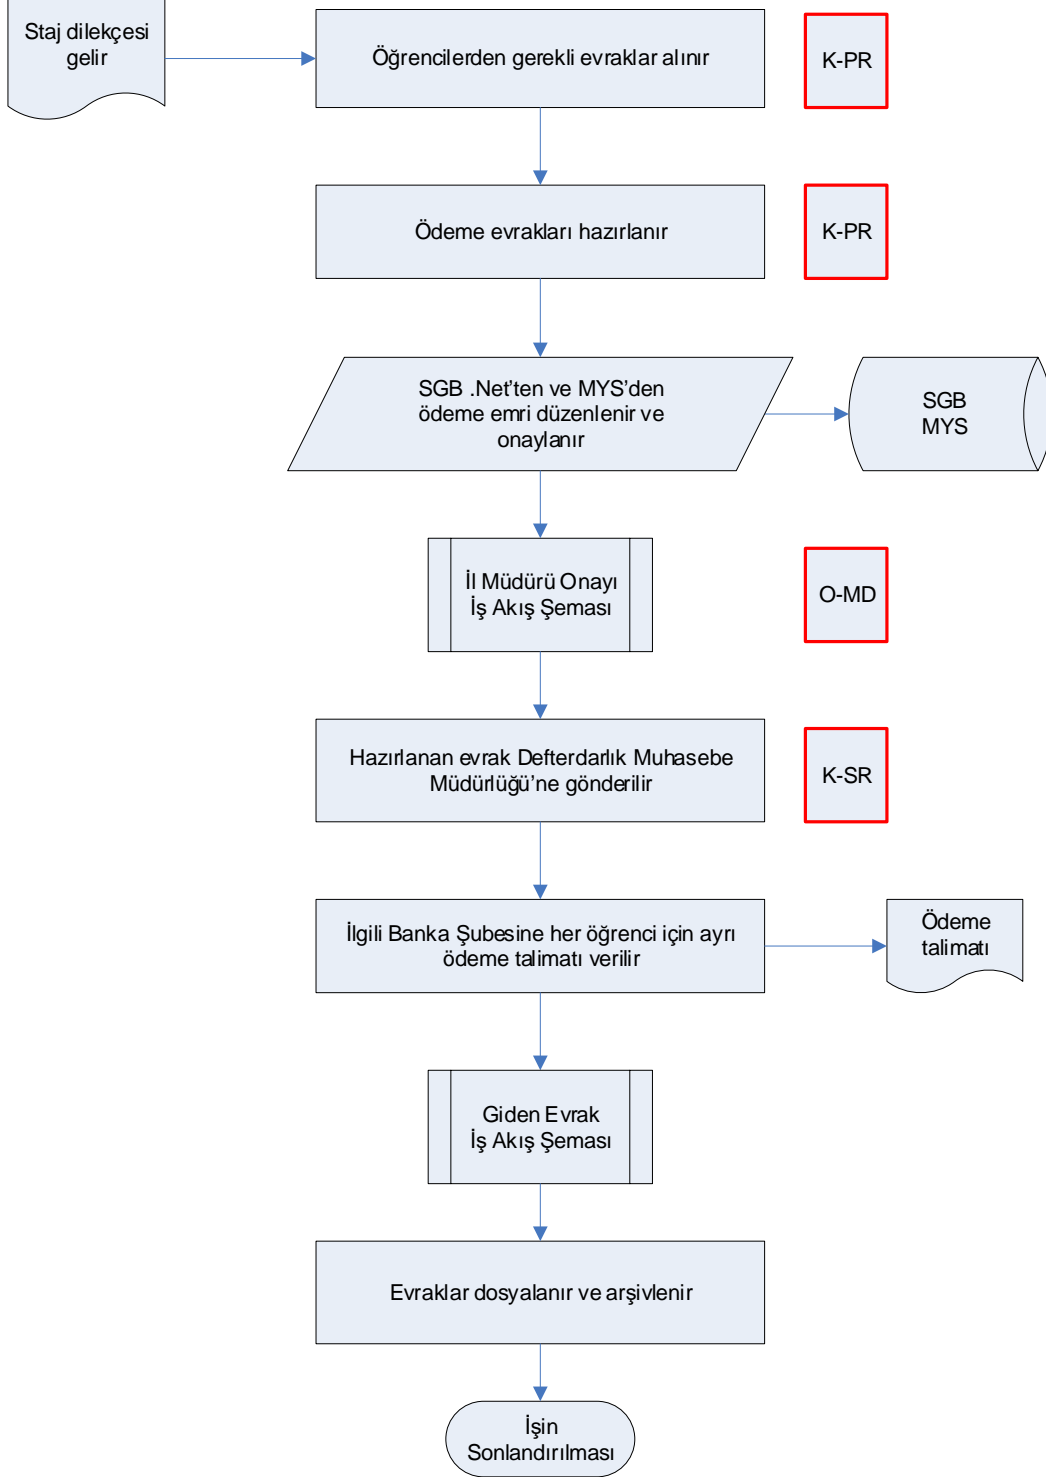 Staj dilekçesi
gelir
Öğrencilerden gerekli evraklar alınır
K-PR
Ödeme evrakları hazırlanır
K-PR
SGB .Net'ten ve MYS'den
ödeme emri düzenlenir ve
onaylanır
SGB
MYS
İl Müdürü Onayı
İş Akış Şeması
O-MD
Hazırlanan evrak Defterdarlık Muhasebe
Müdürlüğü'ne gönderilir
K-SR
İlgili Banka Şubesine her öğrenci için ayrı
ödeme talimatı verilir
Ödeme
talimatı
Giden Evrak
İş Akış Şeması
Evraklar dosyalanır ve arşivlenir
İşin
Sonlandırılması